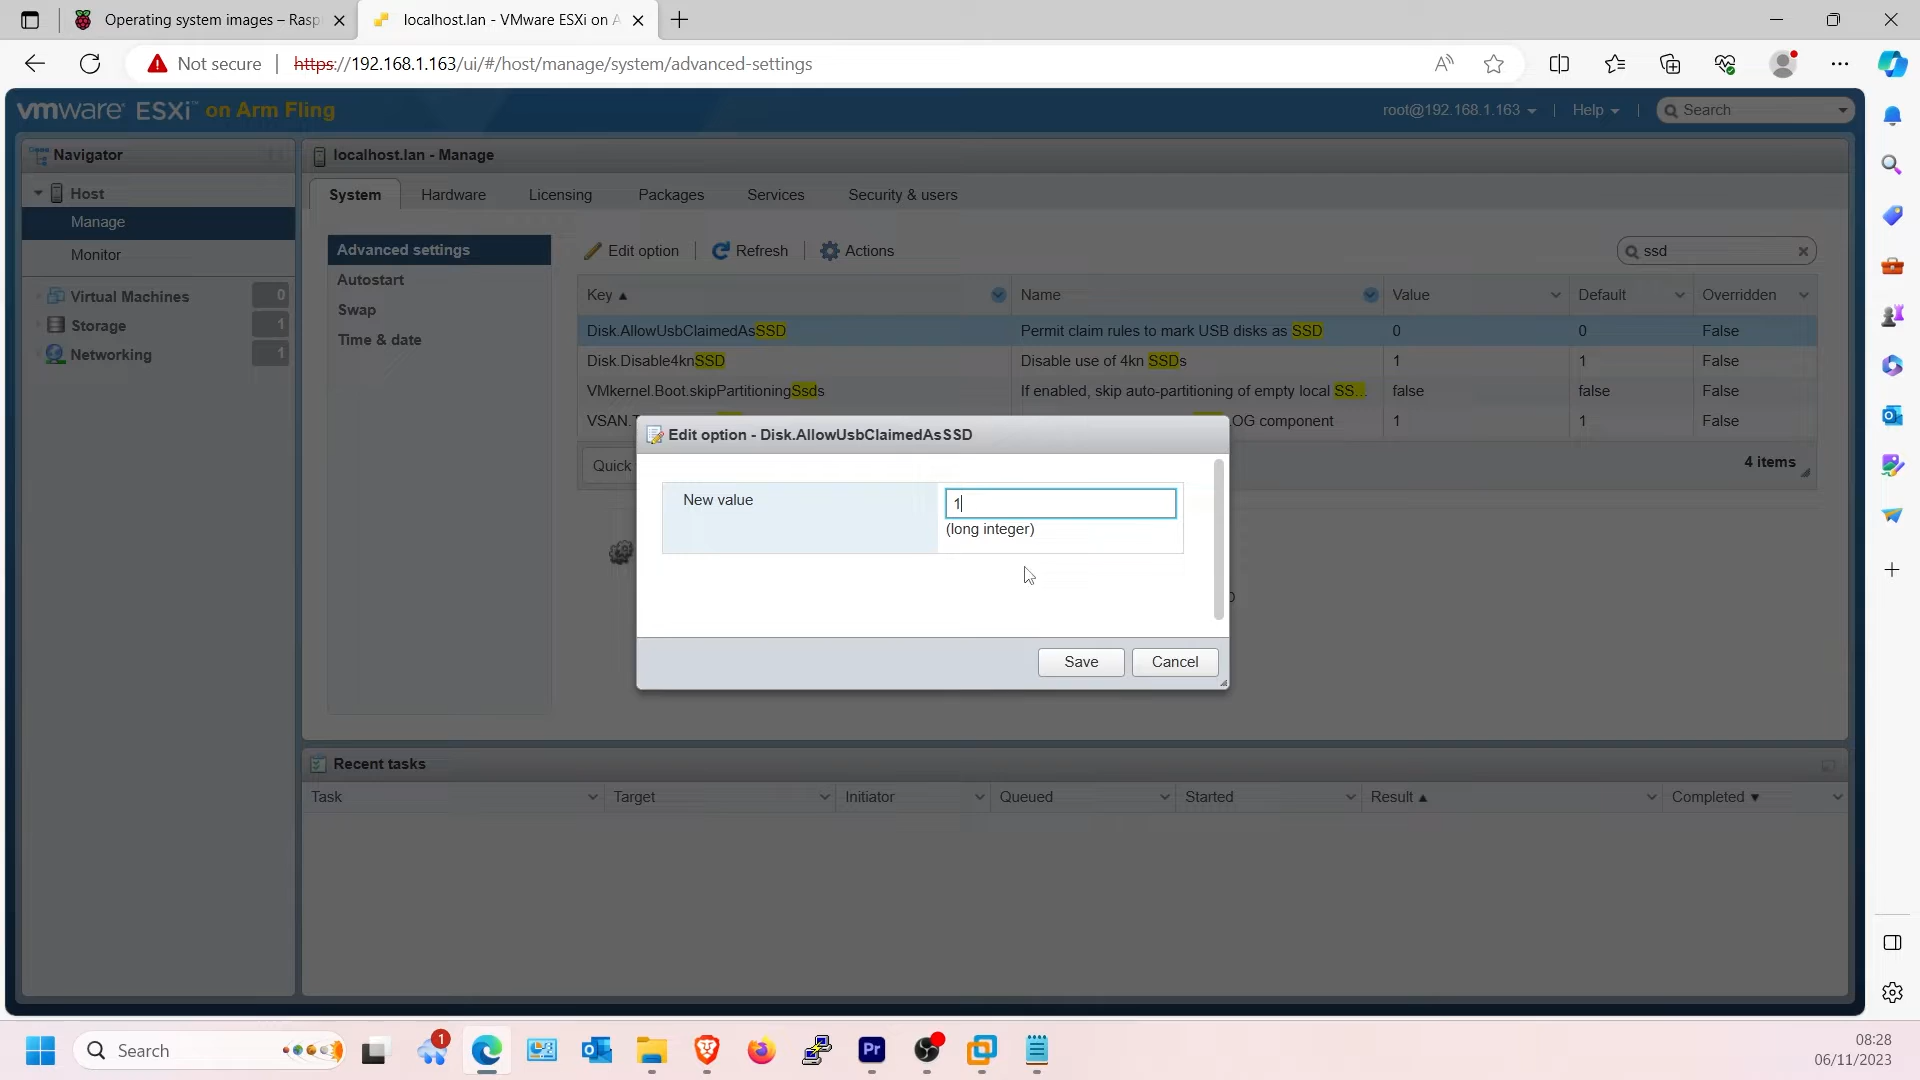 Operating system images – Rasp
localhost.lan - VMware ESXi on A
Not secure
https://192.168.1.163/ui/#/host/manage/system/advanced-settings
vmware ESXi™ on Arm Fling
root@192.168.1.163
Help
Search
Navigator
Host
Manage
Monitor
Virtual Machines 0
Storage 1
Networking 1
localhost.lan - Manage
System
Hardware
Licensing
Packages
Services
Security & users
Advanced settings
Autostart
Swap
Time & date
Edit option
Refresh
Actions
ssd
Key
Name
Value
Default
Overridden
Disk.AllowUsbClaimedAsSSD
Permit claim rules to mark USB disks as SSD
0
0
False
Disk.Disable4knSSD
Disable use of 4kn SSDs
1
1
False
VMkernel.Boot.skipPartitioningSsds
If enabled, skip auto-partitioning of empty local SS...
false
false
False
VSAN.
OG component
1
1
False
Quick
4 items
Edit option - Disk.AllowUsbClaimedAsSSD
New value
1
(long integer)
Save
Cancel
Recent tasks
Task
Target
Initiator
Queued
Started
Result
Completed
Search
1
Pr
08:28
06/11/2023